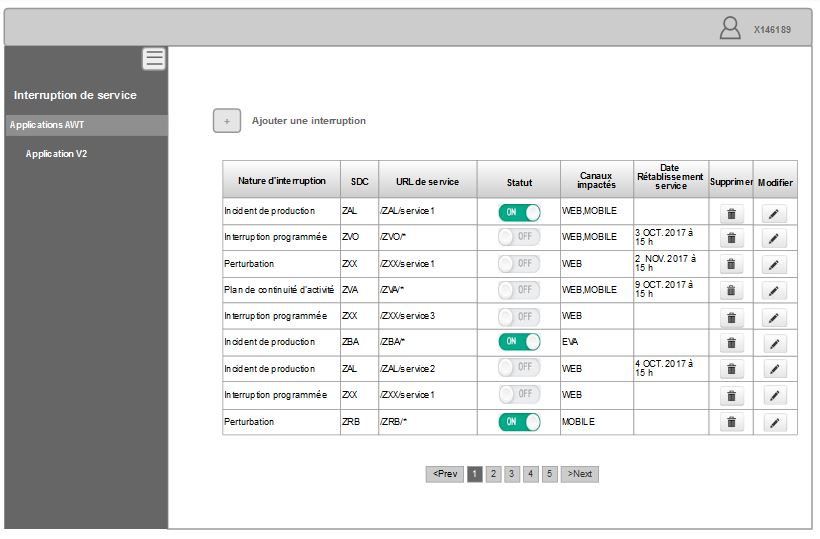 X146189
Interruption de service
Applications AWT
Application V2
+ Ajouter une interruption
Nature d'interruption SDC URL de service Statut Canaux impactés Date Rétablissement service Supprimer Modifier
Incident de production ZAL /ZAL/service1 ON WEB,MOBILE
Interruption programmée ZVO /ZVO/* OFF WEB,MOBILE 3 OCT. 2017 à 15 h
Perturbation ZXX /ZXX/service1 OFF WEB 2 NOV. 2017 à 15 h
Plan de continuité d'activité ZVA /ZVA/* OFF WEB,MOBILE 9 OCT. 2017 à 15 h
Interruption programmée ZXX /ZXX/service3 OFF WEB
Incident de production ZBA /ZBA/* ON EVA
Incident de production ZAL /ZAL/service2 OFF WEB 4 OCT. 2017 à 15 h
Interruption programmée ZXX /ZXX/service1 OFF WEB
Perturbation ZRB /ZRB/* ON MOBILE
<Prev 1 2 3 4 5 >Next